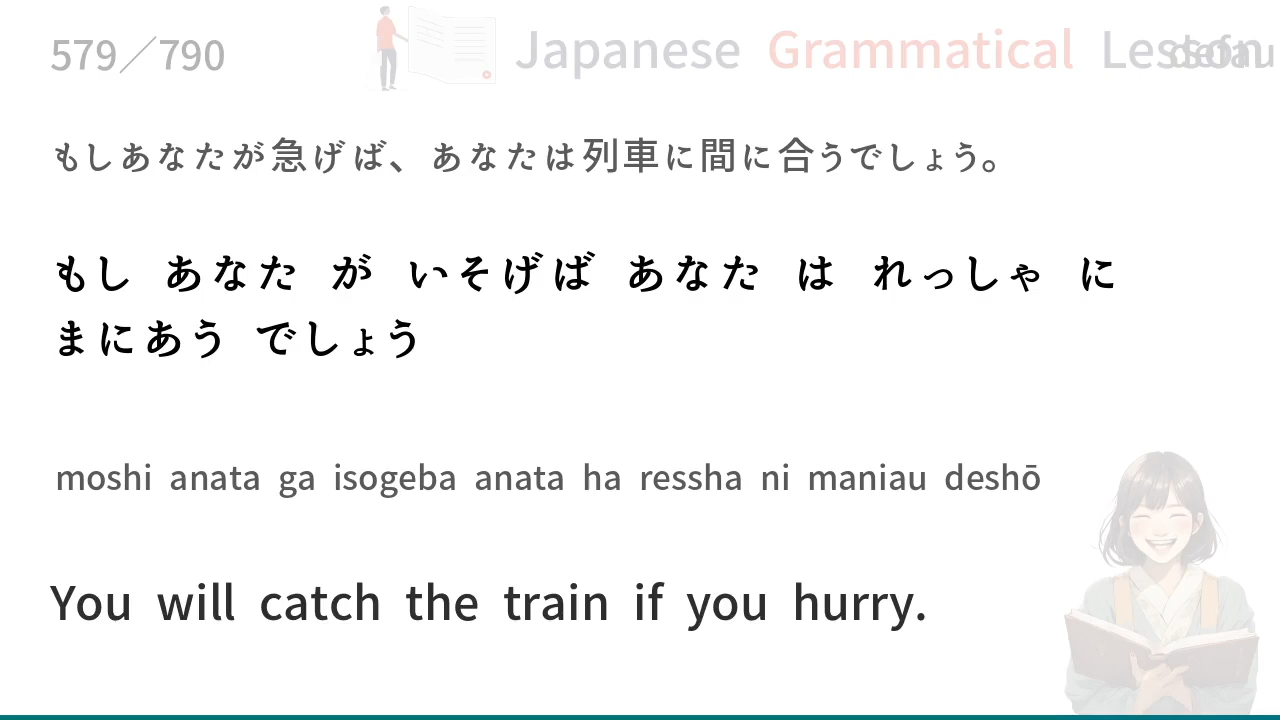 579／790
Japanese Grammatical Lesson
もしあなたが急げば、あなたは列車に間に合うでしょう。
もし あなた が いそげば あなた は れっしゃ に
まにあう でしょう
moshi anata ga isogeba anata ha ressha ni maniau deshō
You will catch the train if you hurry.